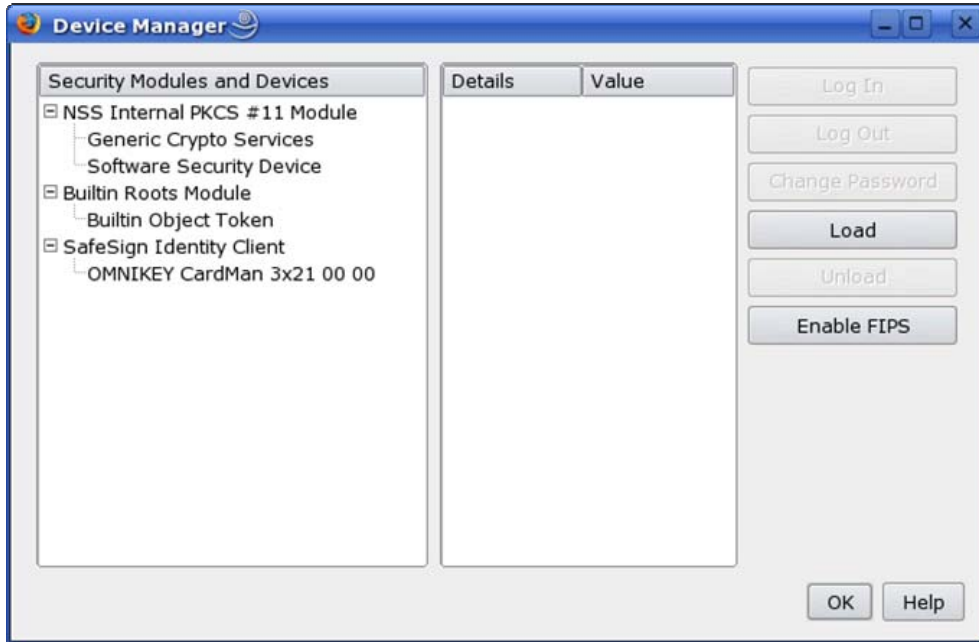 Device Manager
Security Modules and Devices
NSS Internal PKCS #11 Module
Generic Crypto Services
Software Security Device
Builtin Roots Module
Builtin Object Token
SafeSign Identity Client
OMNIKEY CardMan 3x21 00 00
Details Value
Log In
Log Out
Change Password
Load
Unload
Enable FIPS
OK Help